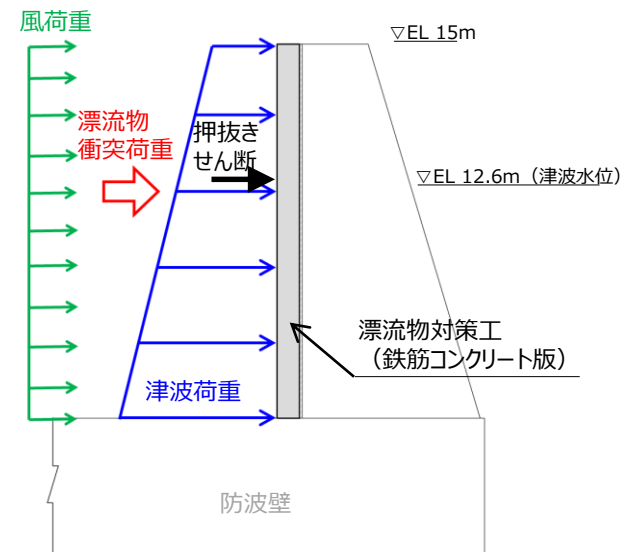 風荷重
▽EL 15m
漂流物
衝突荷重
押抜き
せん断
▽EL 12.6m（津波水位）
漂流物対策工
（鉄筋コンクリート版）
津波荷重
防波壁